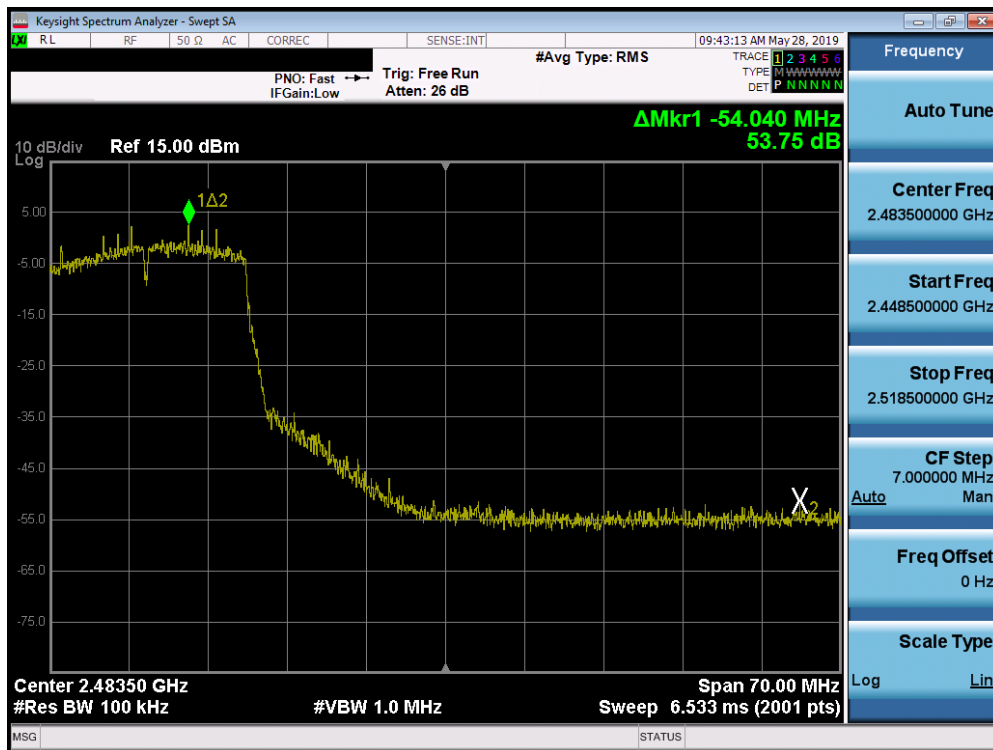 Keysight Spectrum Analyzer - Swept SA
LXI RL RF 50 Ω AC CORREC SENSE:INT 09:43:13 AM May 28, 2019
#Avg Type: RMS
TRACE 1 2 3 4 5 6
PNO: Fast Trig: Free Run
TYPE M W W W W W
IFGain:Low Atten: 26 dB
DET P N N N N N
ΔMkr1 -54.040 MHz
53.75 dB
10 dB/div Ref 15.00 dBm
Log
1Δ2
5.00
-5.00
-15.0
-25.0
-35.0
-45.0
X2
-55.0
-65.0
-75.0
Center 2.48350 GHz Span 70.00 MHz
#Res BW 100 kHz #VBW 1.0 MHz Sweep 6.533 ms (2001 pts)
MSG STATUS
Frequency
Auto Tune
Center Freq
2.483500000 GHz
Start Freq
2.448500000 GHz
Stop Freq
2.518500000 GHz
CF Step
7.000000 MHz
Auto Man
Freq Offset
0 Hz
Scale Type
Log Lin